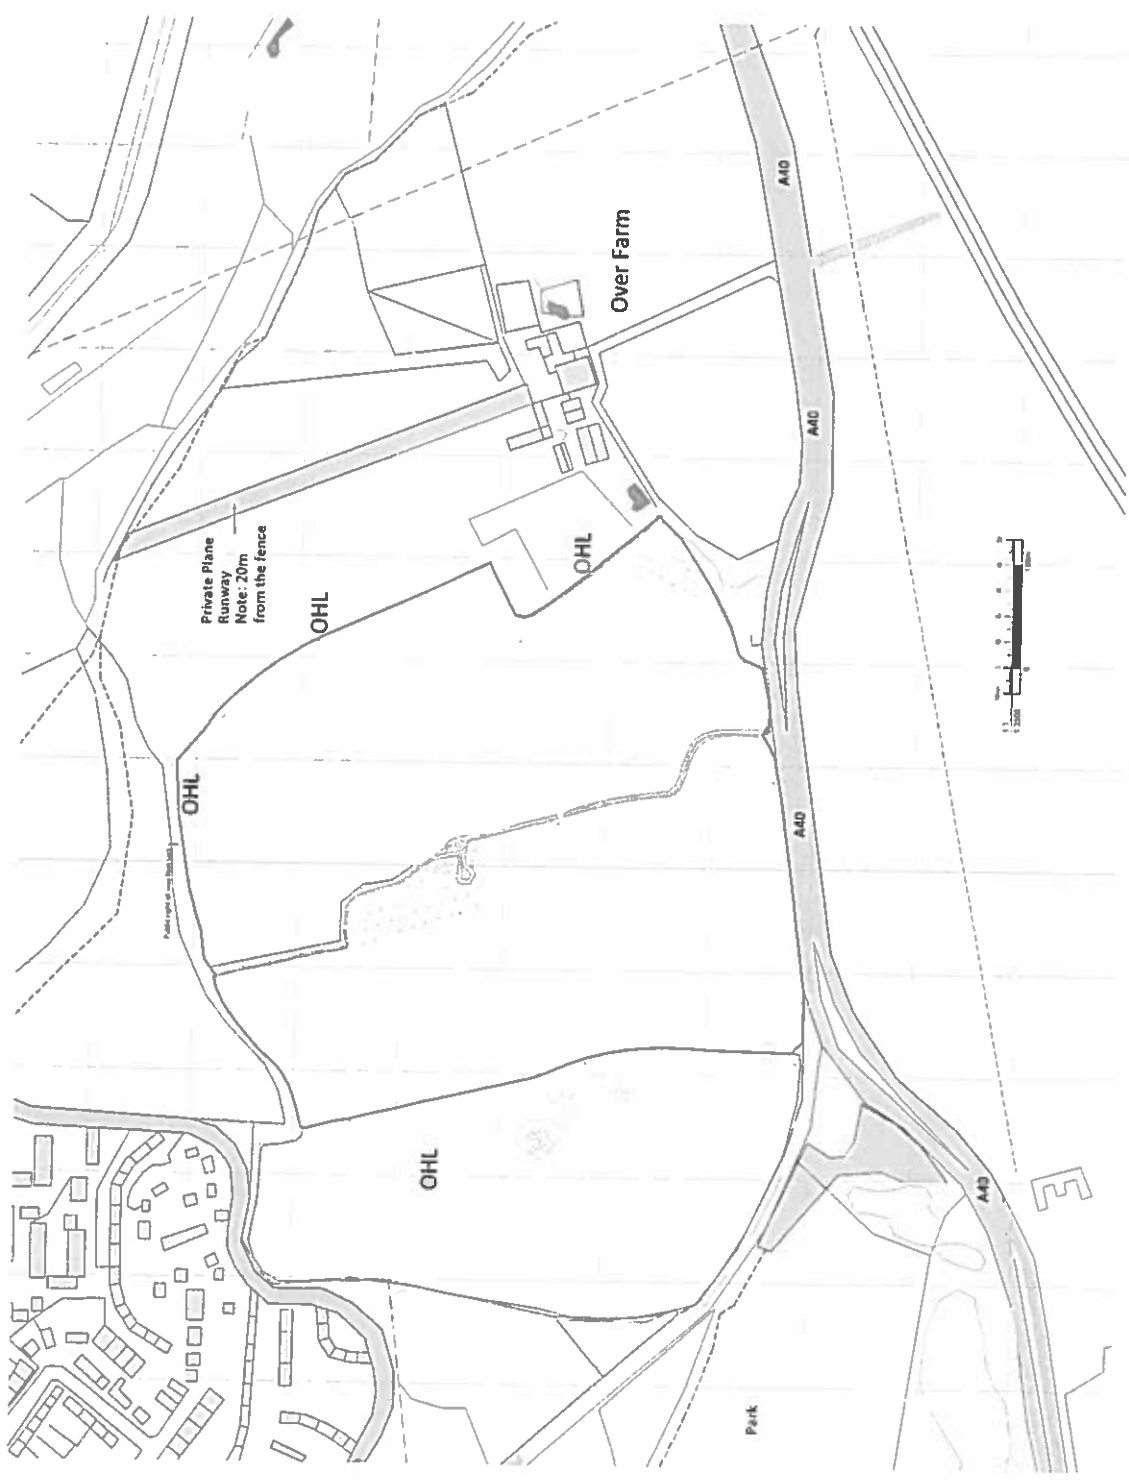 A40
Over Farm
A40
Private Plane
Runway
Note: 20m
from the fence
OHL
OHL
OHL
A40
OHL
A40
E
Park